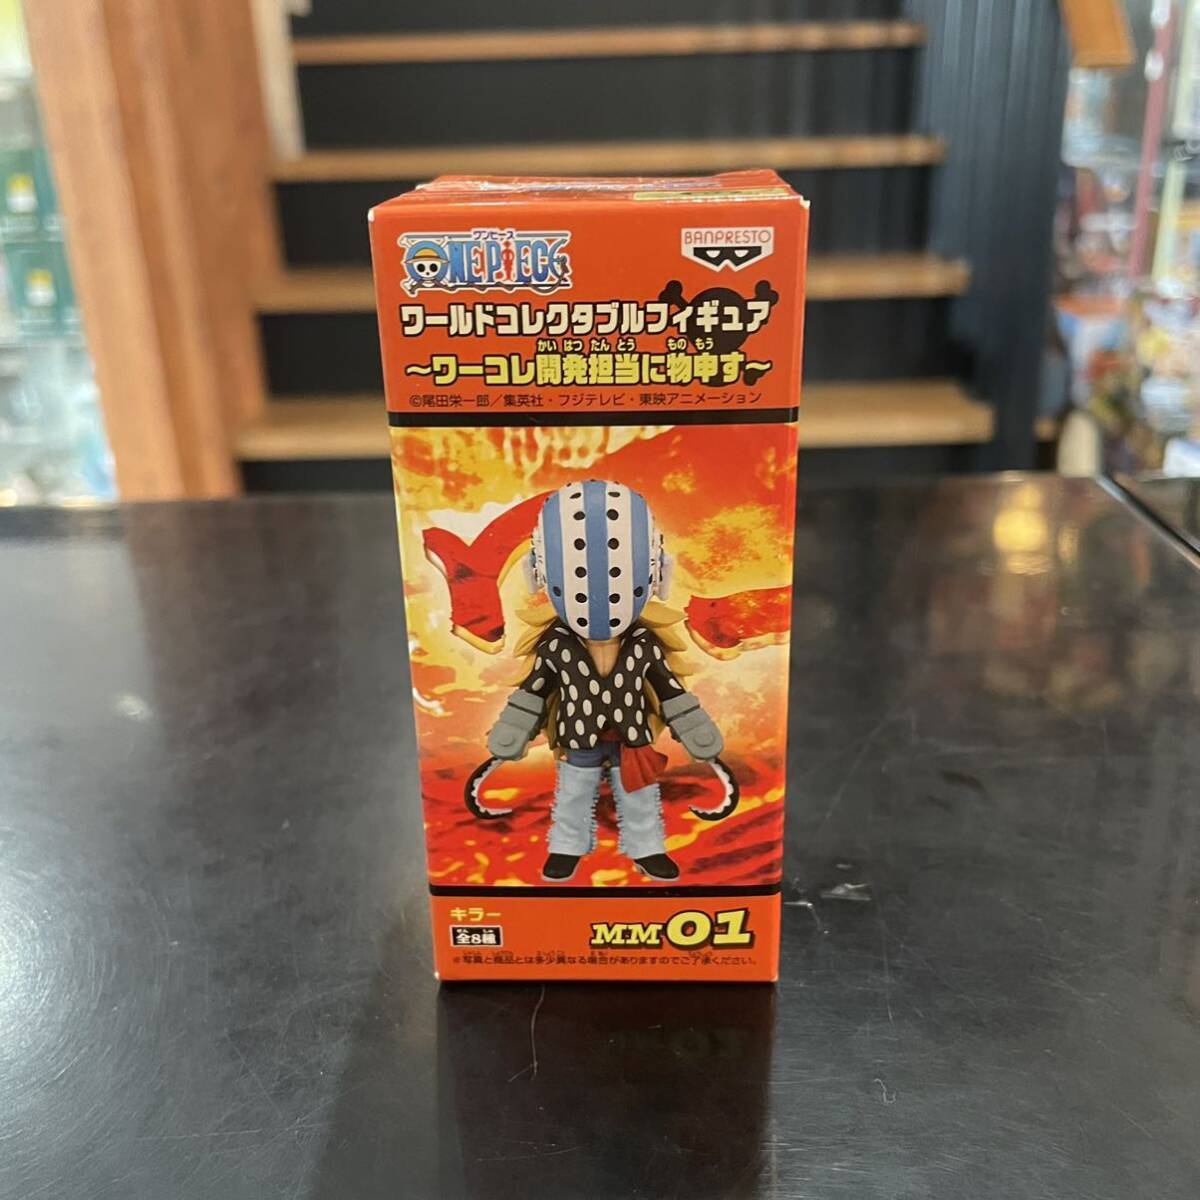 ワンピース
ONE PIECE
BANPRESTO
ワールドコレクタブルフィギュア
かいはつたんとう ものもう
～ワーコレ開発担当に物申す～
©尾田栄一郎／集英社・フジテレビ・東映アニメーション
キラー
ぜん しゅ
全8種
MM01
※写真と商品とは多少異なる場合がありますのでご了承ください。